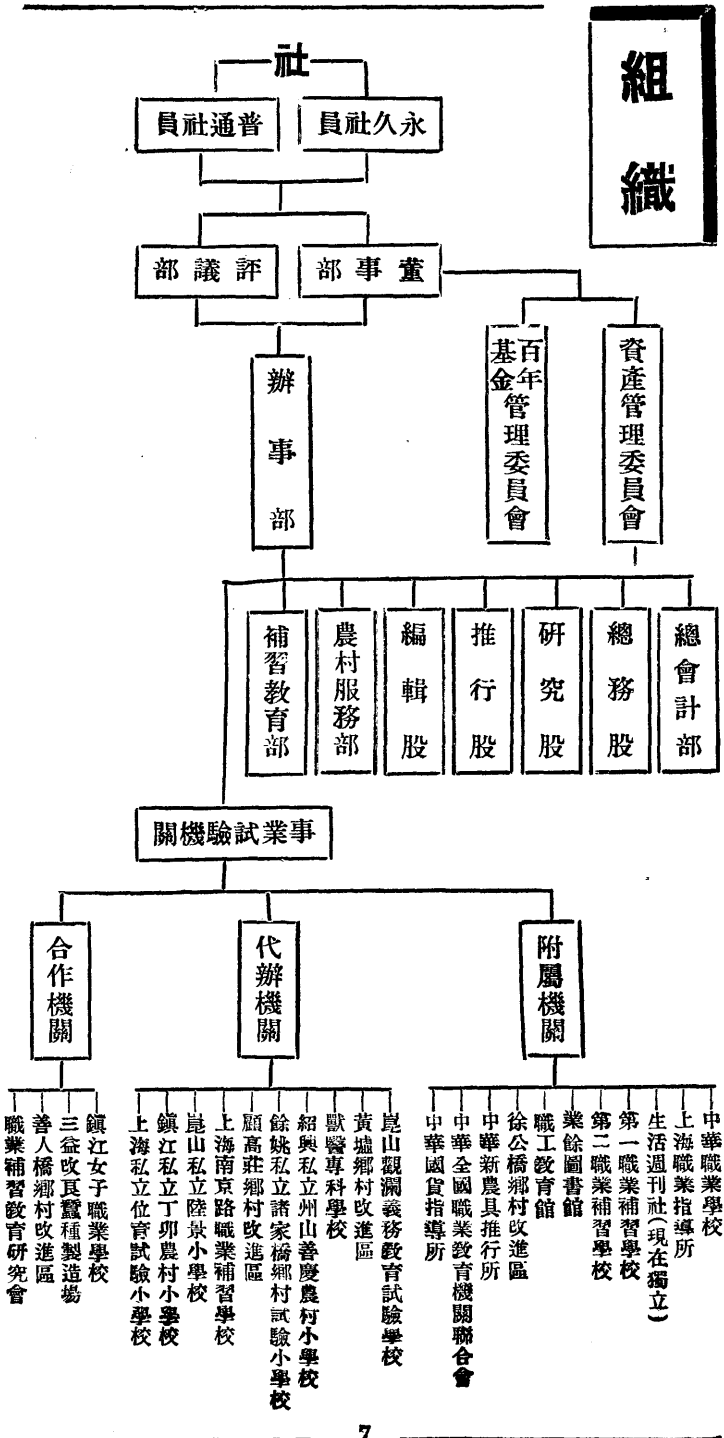 組織
社
永久社員
普通社員
董事部
評議部
資產管理委員會
百年基金管理委員會
辦事部
總會計部
總務股
研究股
推行股
編輯股
農村服務部
補習教育部
事業試驗機關
附屬機關
代辦機關
合作機關
中華職業學校
上海職業指導所
生活週刊社(現在獨立)
第一職業補習學校
第二職業補習學校
業餘圖書館
職工教育館
徐公橋鄉村改進區
中華新農具推行所
中華全國職業教育機關聯合會
中華國貨指導所
崑山觀瀾義務教育試驗學校
黃墟鄉村改進區
獸醫專科學校
紹興私立州山善慶農村小學校
餘姚私立諸家橋鄉村試驗小學校
顧高莊鄉村改進區
上海南京路職業補習學校
崑山私立陸景小學校
鎮江私立丁卯農村小學校
上海私立位育試驗小學校
鎮江女子職業學校
三益改良蠶種製造場
善人橋鄉村改進區
職業補習教育研究會
7